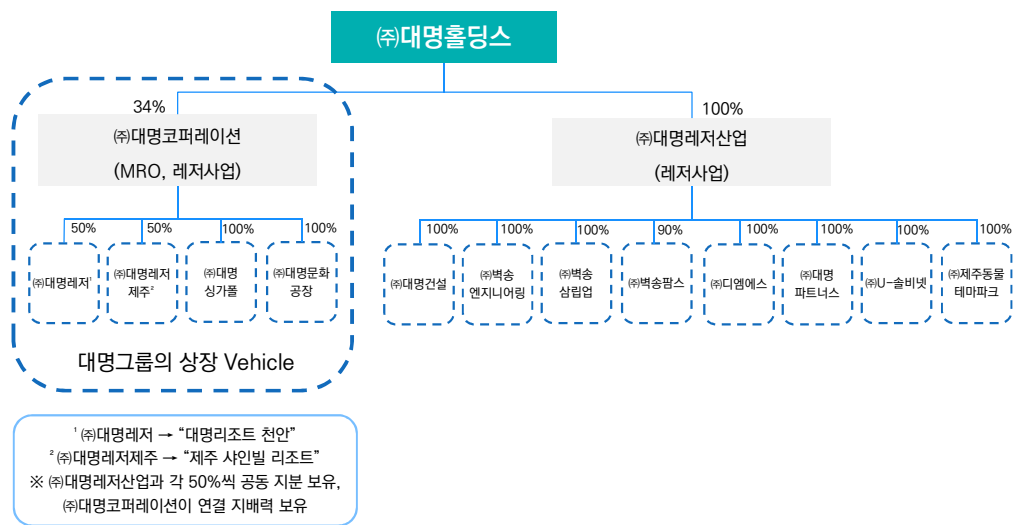 ㈜대명홀딩스
34%
100%
㈜대명코퍼레이션
(MRO, 레저사업)
㈜대명레저산업
(레저사업)
50%
50%
100%
100%
100%
100%
100%
90%
100%
100%
100%
100%
㈜대명레저¹
㈜대명레저
제주²
㈜대명
싱가폴
㈜대명문화
공장
㈜대명건설
㈜벽송
엔지니어링
㈜벽송
삼립업
㈜벽송팜스
㈜디엠에스
㈜대명
파트너스
㈜U-솔비넷
㈜제주동물
테마파크
대명그룹의 상장 Vehicle
¹ ㈜대명레저 → “대명리조트 천안”
² ㈜대명레저제주 → “제주 샤인빌 리조트”
※ ㈜대명레저산업과 각 50%씩 공동 지분 보유,
㈜대명코퍼레이션이 연결 지배력 보유